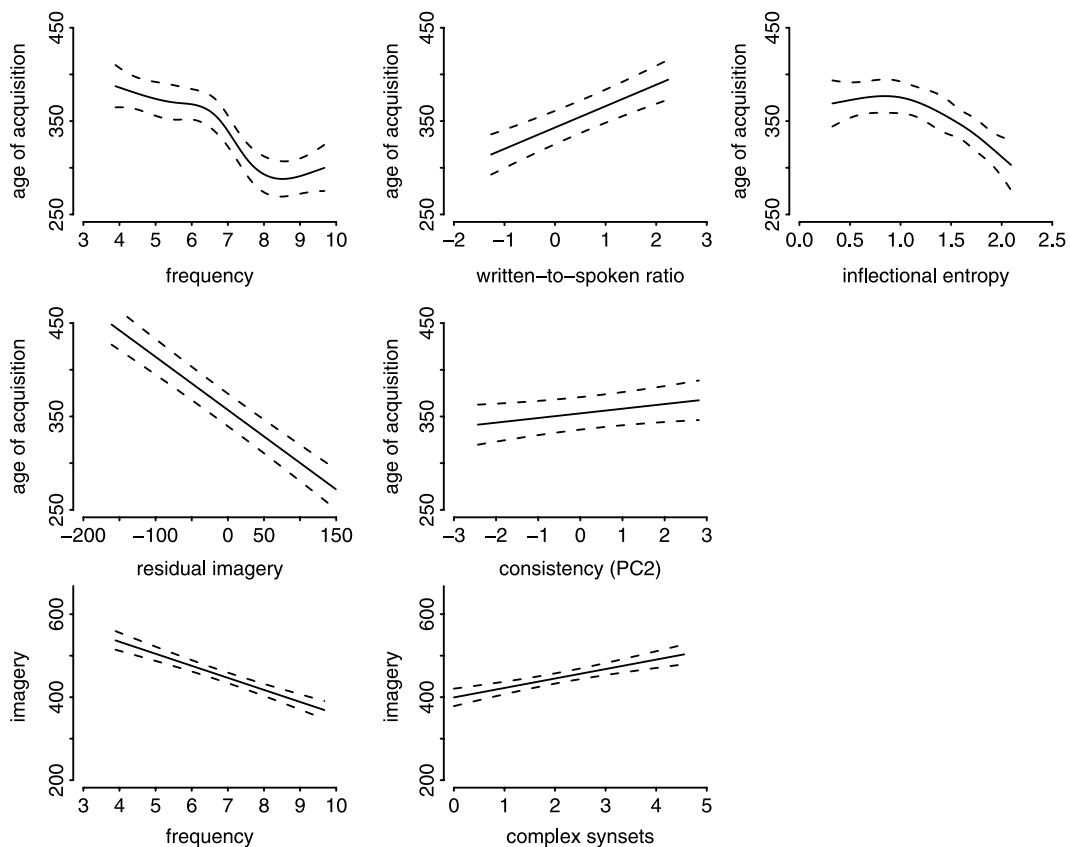 age of acquisition
450
350
250
3 4 5 6 7 8 9 10
frequency
age of acquisition
450
350
250
−2 −1 0 1 2 3
written−to−spoken ratio
age of acquisition
450
350
250
0.0 0.5 1.0 1.5 2.0 2.5
inflectional entropy
age of acquisition
450
350
250
−200 −100 0 50 150
residual imagery
age of acquisition
450
350
250
−3 −2 −1 0 1 2 3
consistency (PC2)
imagery
600
400
200
3 4 5 6 7 8 9 10
frequency
imagery
600
400
200
0 1 2 3 4 5
complex synsets